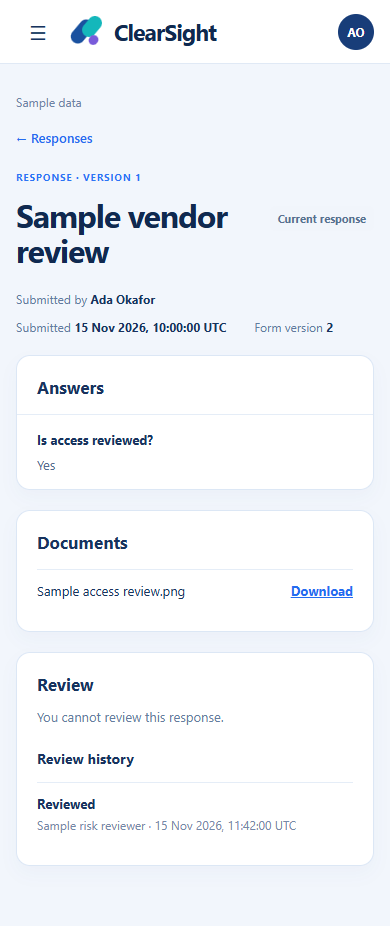 ClearSight
AO
Sample data
← Responses
RESPONSE · VERSION 1
Sample vendor
review
Current response
Submitted by Ada Okafor
Submitted 15 Nov 2026, 10:00:00 UTC
Form version 2
Answers
Is access reviewed?
Yes
Documents
Sample access review.png
Download
Review
You cannot review this response.
Review history
Reviewed
Sample risk reviewer · 15 Nov 2026, 11:42:00 UTC